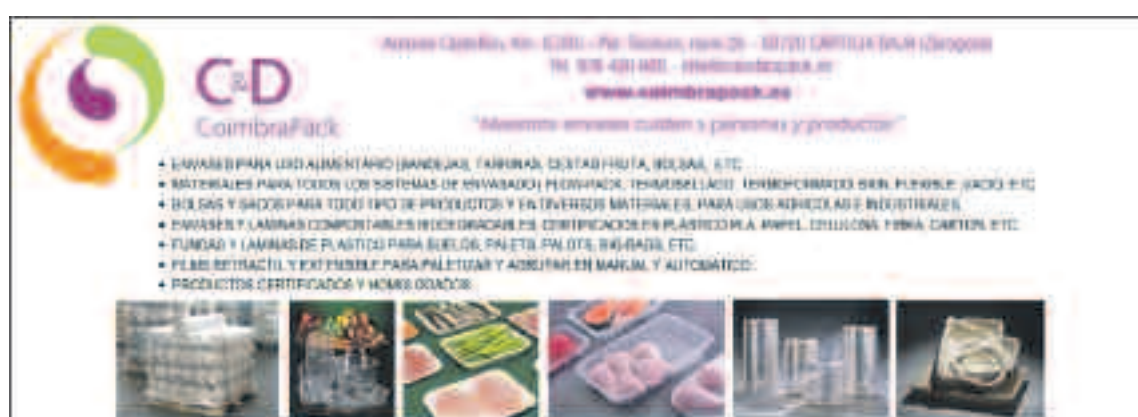 C&D
CoimbraPack
www.coimbrapack.es
envases cuidan a personas y productos"
• ENVASES PARA USO ALIMENTARIO (BANDEJAS, TARRINAS, CESTAS FRUTA, BOLSAS, ETC
• MATERIALES PARA TODOS LOS SISTEMAS DE ENVASADO ( FLOW-PACK, TERMOSELLADO, TERMOFORMADO, SKIN, FLEXIBLE, VACIO, ETC
• BOLSAS Y SACOS PARA TODO TIPO DE PRODUCTOS Y EN DIVERSOS MATERIALES, PARA USOS AGRICOLAS E INDUSTRIALES
• ENVASES Y LAMINAS COMPOSTABLES BIODEGRADABLES, CERTIFICADOS EN PLASTICO PLA, PAPEL, CELULOSA, FIBRA, CARTON, ETC
• FUNDAS Y LAMINAS DE PLASTICO PARA SUELOS, PALETS, PALOTS, BIG-BAGS, ETC.
• FILMS RETRACTIL Y EXTENSIBLE PARA PALETIZAR Y AGRUPAR EN MANUAL Y AUTOMATICO
• PRODUCTOS CERTIFICADOS Y HOMOLOGADOS